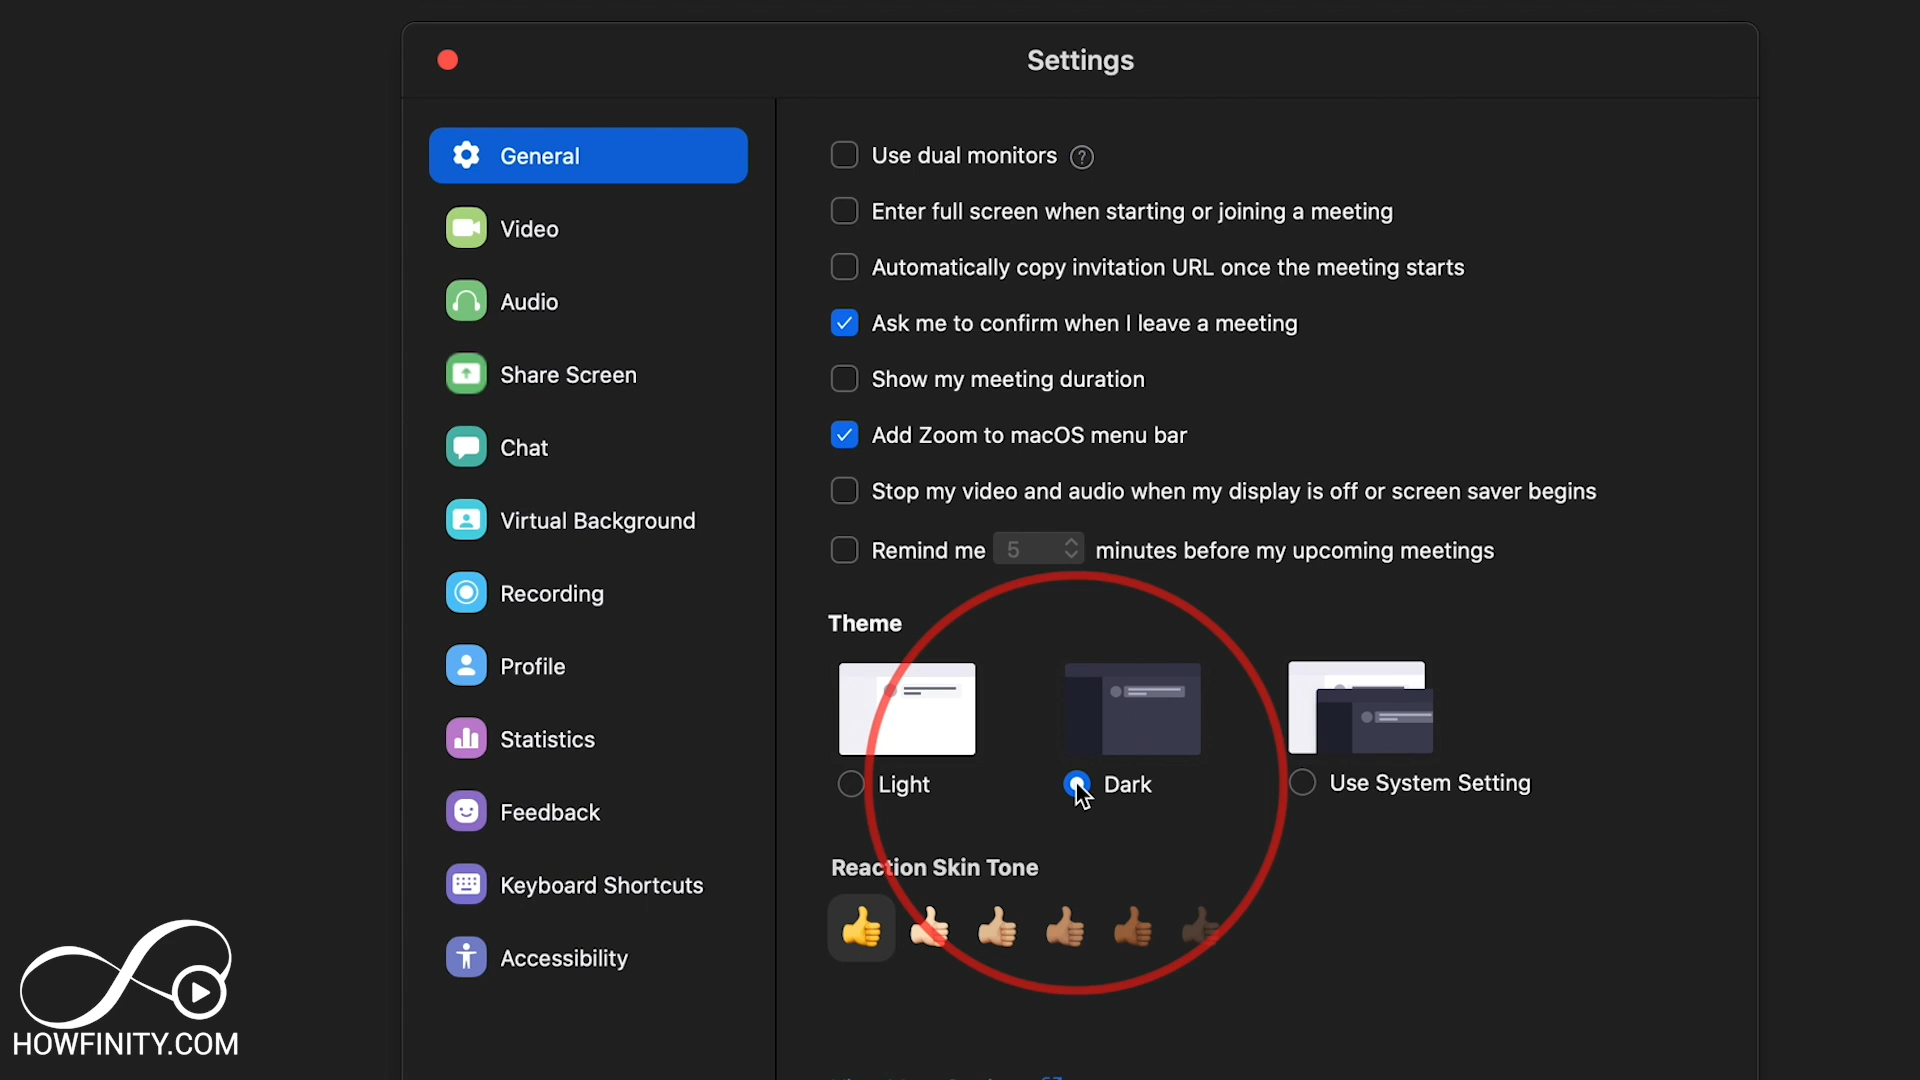 Settings
General
Video
Audio
Share Screen
Chat
Virtual Background
Recording
Profile
Statistics
Feedback
Keyboard Shortcuts
Accessibility
Use dual monitors ?
Enter full screen when starting or joining a meeting
Automatically copy invitation URL once the meeting starts
Ask me to confirm when I leave a meeting
Show my meeting duration
Add Zoom to macOS menu bar
Stop my video and audio when my display is off or screen saver begins
Remind me 5 minutes before my upcoming meetings
Theme
Light Dark Use System Setting
Reaction Skin Tone
HOWFINITY.COM